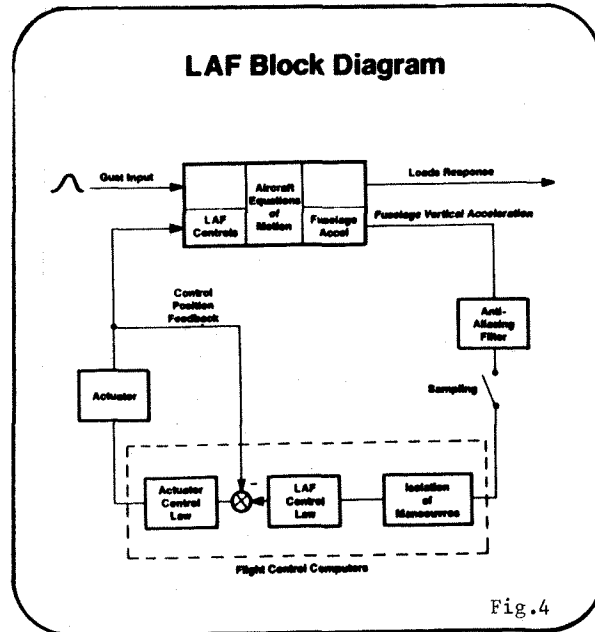 LAF Block Diagram
Gust Input
Aircraft
Equations
of
Motion
LAF
Controls
Fuselage
Accel
Loads Response
Fuselage Vertical Acceleration
Control
Position
Feedback
Anti-
Aliasing
Filter
Sampling
Actuator
-
Actuator
Control
Law
LAF
Control
Law
Isolation
of
Manoeuvres
Flight Control Computers
Fig.4